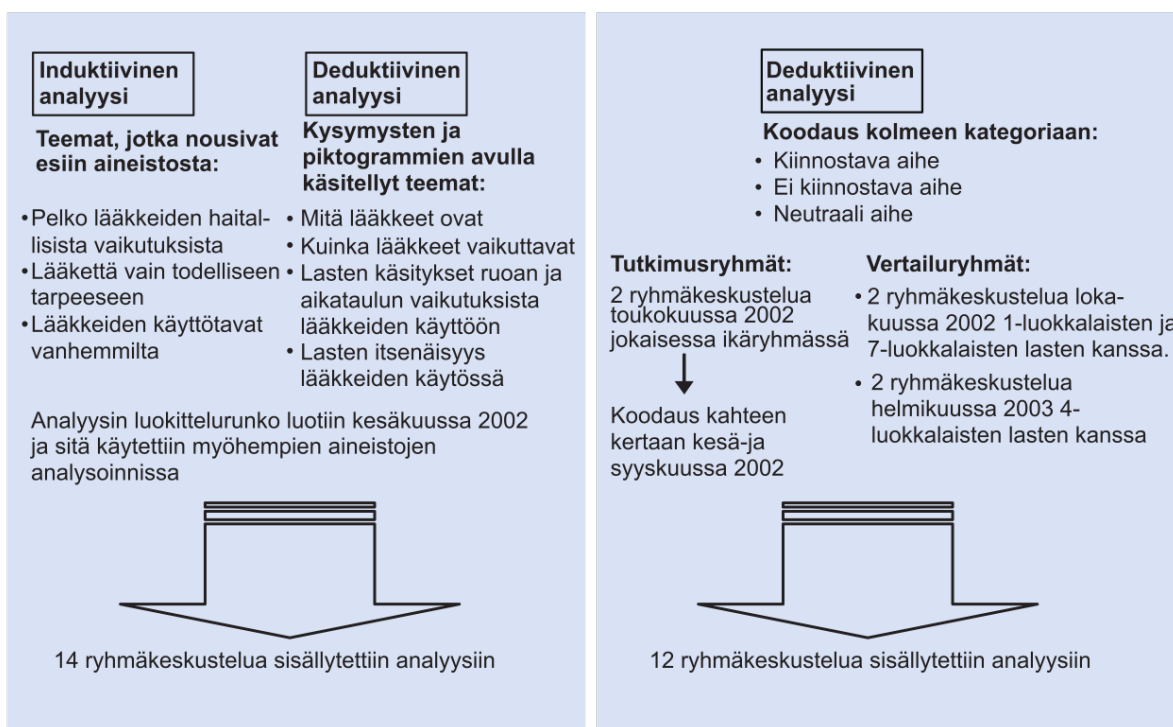 Induktiivinen
analyysi
Teemat, jotka nousivat
esiin aineistosta:
•Pelko lääkkeiden haital-
lisista vaikutuksista
•Lääkettä vain todelliseen
tarpeeseen
•Lääkkeiden käyttötavat
vanhemmilta
Deduktiivinen
analyysi
Kysymysten ja
piktogrammien avulla
käsitellyt teemat:
• Mitä lääkkeet ovat
• Kuinka lääkkeet vaikuttavat
• Lasten käsitykset ruoan ja
aikataulun vaikutuksista
lääkkeiden käyttöön
• Lasten itsenäisyys
lääkkeiden käytössä
Analyysin luokittelurunko luotiin kesäkuussa 2002
ja sitä käytettiin myöhempien aineistojen
analysoinnissa
14 ryhmäkeskustelua sisällytettiin analyysiin
Deduktiivinen
analyysi
Koodaus kolmeen kategoriaan:
• Kiinnostava aihe
• Ei kiinnostava aihe
• Neutraali aihe
Tutkimusryhmät:
2 ryhmäkeskustelua
toukokuussa 2002
jokaisessa ikäryhmässä
Koodaus kahteen
kertaan kesä-ja
syyskuussa 2002
Vertailuryhmät:
• 2 ryhmäkeskustelua loka-
kuussa 2002 1-luokkalaisten ja
7-luokkalaisten lasten kanssa.
• 2 ryhmäkeskustelua
helmikuussa 2003 4-
luokkalaisten lasten kanssa
12 ryhmäkeskustelua sisällytettiin analyysiin